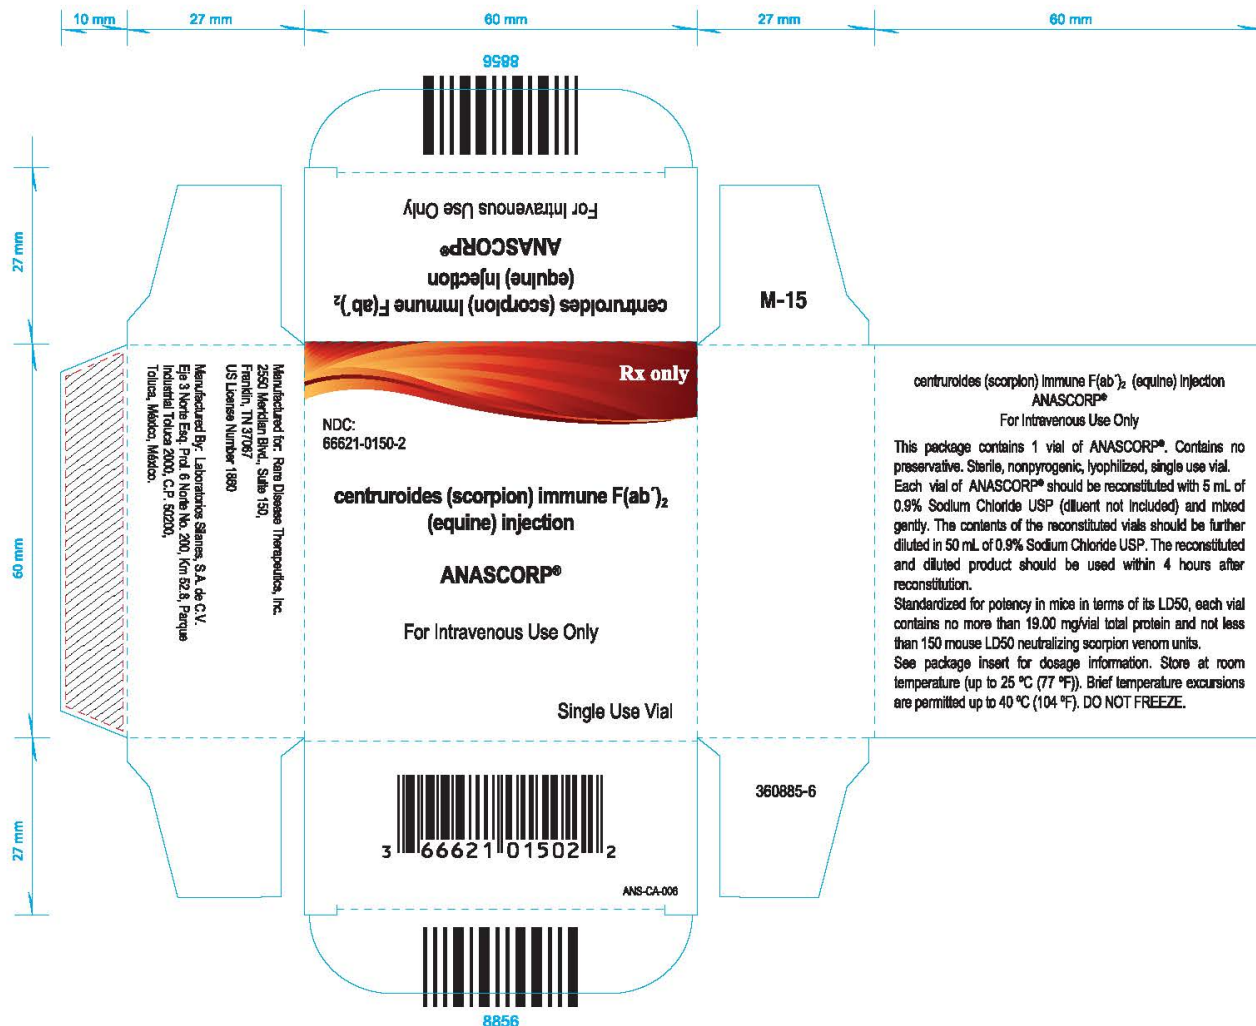 10 mm
27 mm
60 mm
27 mm
60 mm
8856
For Intravenous Use Only
ANASCORP®
(equine) injection
centruroides (scorpion) immune F(ab´)₂
27 mm
M-15
Rx only
NDC:
66621-0150-2
centruroides (scorpion) immune F(ab´)₂
(equine) injection
ANASCORP®
For Intravenous Use Only
Single Use Vial
60 mm
Manufactured for: Rare Disease Therapeutics, Inc.
2550 Meridian Blvd., Suite 150,
Franklin, TN 37067
US License Number 1860
Manufactured By: Laboratorios Silanes, S.A. de C.V.
Eje 3 Norte Esq. Prol. 6 Norte No. 200, Km 52.8, Parque
Industrial Toluca 2000, C.P. 50200,
Toluca, México, México.
centruroides (scorpion) immune F(ab´)₂ (equine) injection
ANASCORP®
For Intravenous Use Only
This package contains 1 vial of ANASCORP®. Contains no
preservative. Sterile, nonpyrogenic, lyophilized, single use vial.
Each vial of ANASCORP® should be reconstituted with 5 mL of
0.9% Sodium Chloride USP (diluent not included) and mixed
gently. The contents of the reconstituted vials should be further
diluted in 50 mL of 0.9% Sodium Chloride USP. The reconstituted
and diluted product should be used within 4 hours after
reconstitution.
Standardized for potency in mice in terms of its LD50, each vial
contains no more than 19.00 mg/vial total protein and not less
than 150 mouse LD50 neutralizing scorpion venom units.
See package insert for dosage information. Store at room
temperature (up to 25 ºC (77 ºF)). Brief temperature excursions
are permitted up to 40 ºC (104 ºF). DO NOT FREEZE.
27 mm
3 66621 01502 2
ANS-CA-006
360885-6
8856